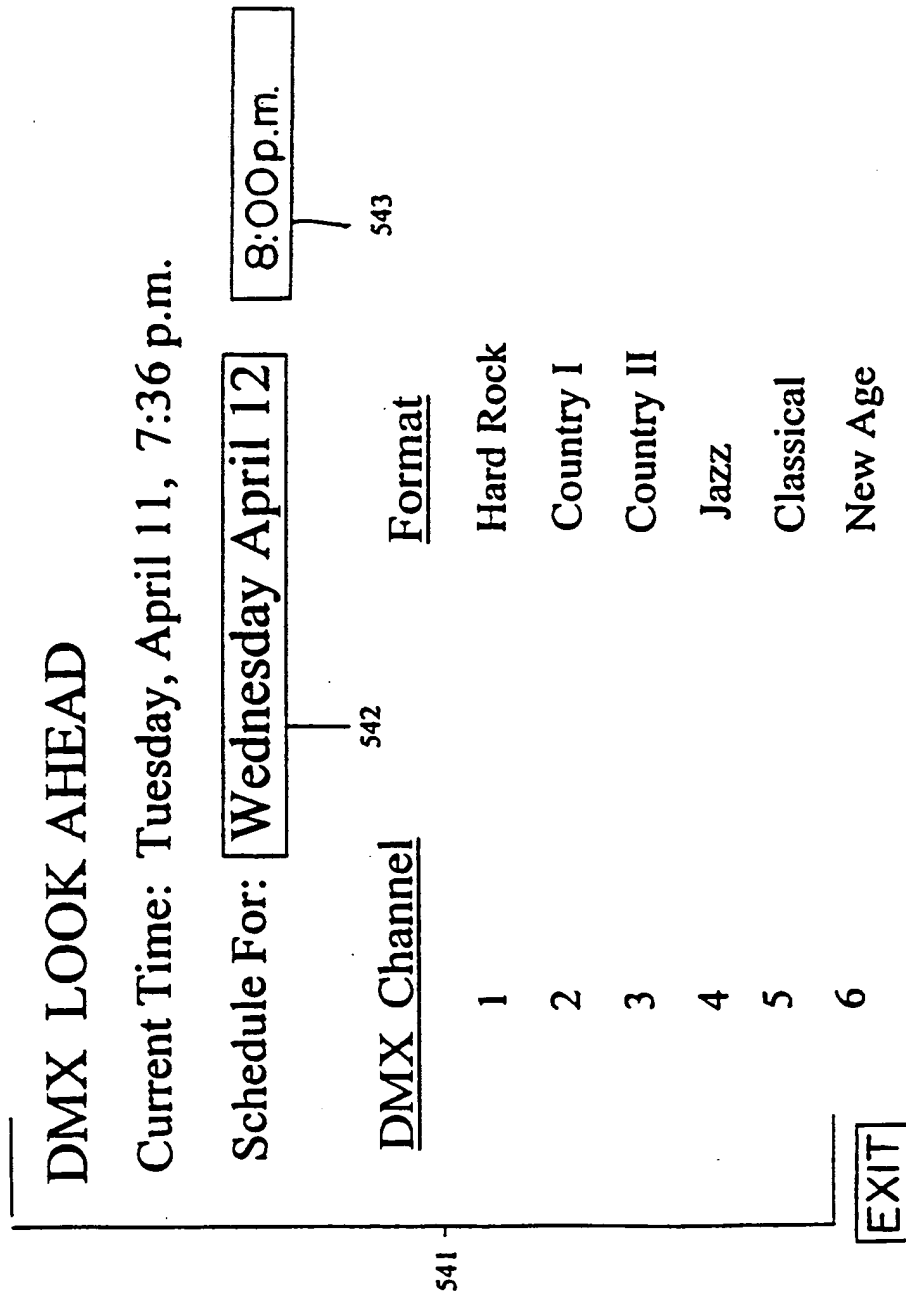 DMX LOOK AHEAD
Current Time: Tuesday, April 11, 7:36 p.m.
Schedule For: Wednesday April 12 8:00p.m.
542 543
DMX Channel Format
1 Hard Rock
2 Country I
3 Country II
4 Jazz
5 Classical
6 New Age
EXIT
541